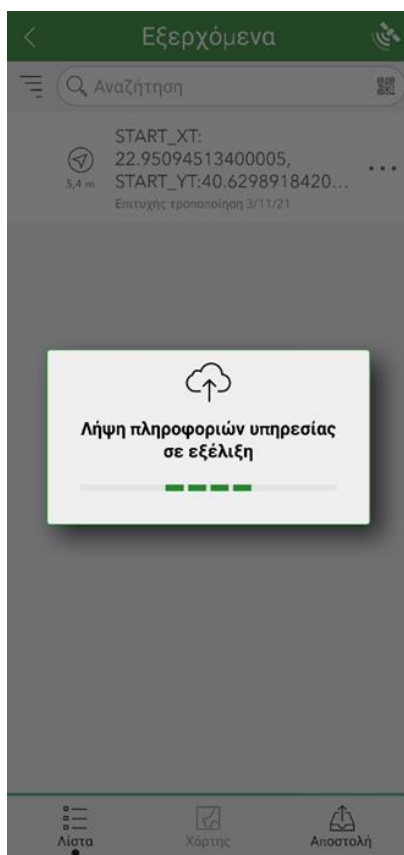 Εξερχόμενα
Αναζήτηση
START_XT:
22.95094513400005,
START_YT:40.6298918420...
5,4 m
Επιτυχής τροποποίηση 3/11/21
Λήψη πληροφοριών υπηρεσίας
σε εξέλιξη
Λίστα
Χάρτης
Αποστολή